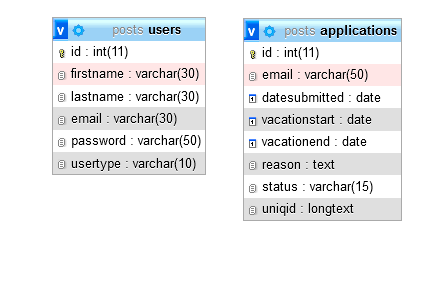 v posts users
id : int(11)
firstname : varchar(30)
lastname : varchar(30)
email : varchar(30)
password : varchar(50)
usertype : varchar(10)
v posts applications
id : int(11)
email : varchar(50)
datesubmitted : date
vacationstart : date
vacationend : date
reason : text
status : varchar(15)
uniqid : longtext